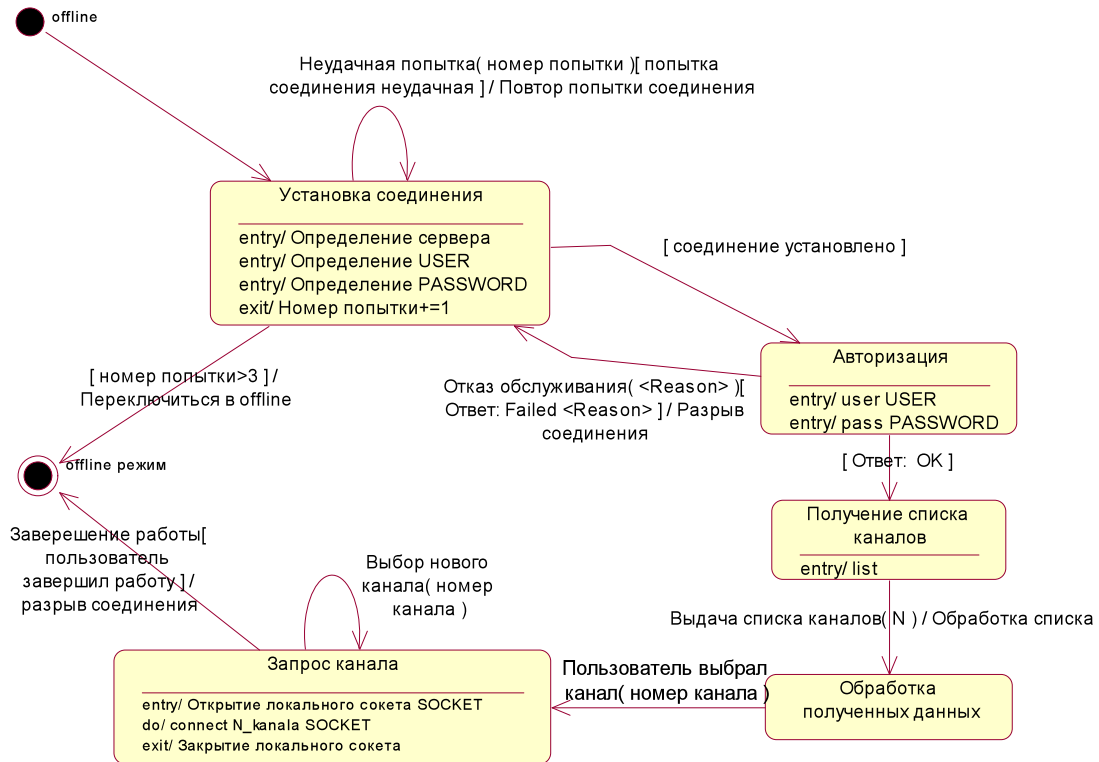 offline
Неудачная попытка( номер попытки )[ попытка
соединения неудачная ] / Повтор попытки соединения
Установка соединения
entry/ Определение сервера
entry/ Определение USER
entry/ Определение PASSWORD
exit/ Номер попытки+=1
[ соединение установлено ]
Авторизация
entry/ user USER
entry/ pass PASSWORD
[ номер попытки>3 ] /
Переключиться в offline
Отказ обслуживания( <Reason> )[
Ответ: Failed <Reason> ] / Разрыв
соединения
offline режим
[ Ответ:  OK ]
Получение списка
каналов
entry/ list
Заверешение работы[
пользователь
завершил работу ] /
разрыв соединения
Выбор нового
канала( номер
канала )
Выдача списка каналов( N ) / Обработка списка
Запрос канала
entry/ Открытие локального сокета SOCKET
do/ connect N_kanala SOCKET
exit/ Закрытие локального сокета
Пользователь выбрал
канал( номер канала )
Обработка
полученных данных